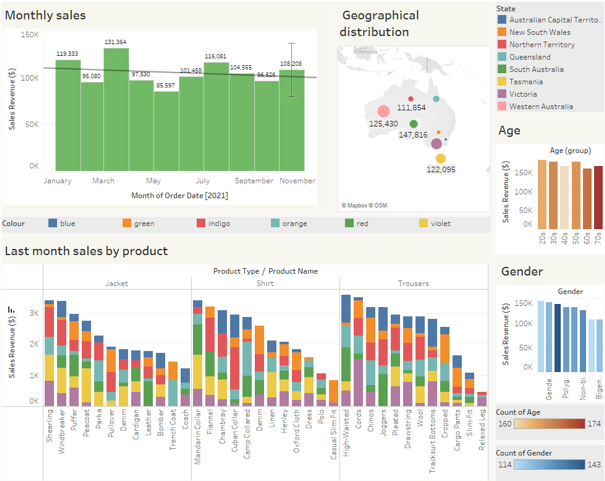 Monthly sales
150K
100K
50K
0K
Sales Revenue ($)
119,333
95,080
131,364
97,530
85,597
101,458
116,081
104,565
96,526
108,208
January
March
May
July
September
November
Month of Order Date [2021]
Geographical
distribution
Tasmania
111,854
125,430
147,816
122,095
© Mapbox © OSM
State
Australian Capital Territo..
New South Wales
Northern Territory
Queensland
South Australia
Tasmania
Victoria
Western Australia
Age
Age (group)
Sales Revenue ($)
150K
100K
50K
0K
20s
30s
40s
50s
50s
60s
70s
Colour
blue
green
indigo
orange
red
violet
Last month sales by product
Product Type / Product Name
Jacket
Shirt
Trousers
Sales Revenue ($)
3K
2K
1K
0K
Shearling
Windbreaker
Puffer
Peacoat
Parka
Pullover
Denim
Cardigan
Leather
Bomber
Trench Coat
Coach
Mandarin Collar
Flannel
Chambray
Cuban Collar
Camp Collared
Denim
Linen
Henley
Oxford Cloth
Dress
Polo
Casual Slim Fit
High-Waisted
Cords
Chinos
Joggers
Pleated
Drawstring
Wool
Tracksuit Bottoms
Cropped
Cargo Pants
Slim-Fit
Relaxed Leg
Gender
Gender
Sales Revenue ($)
150K
100K
50K
0K
Gende..
Polyg..
Non-bi..
Bigen..
Count of Age
160
174
Count of Gender
114
143